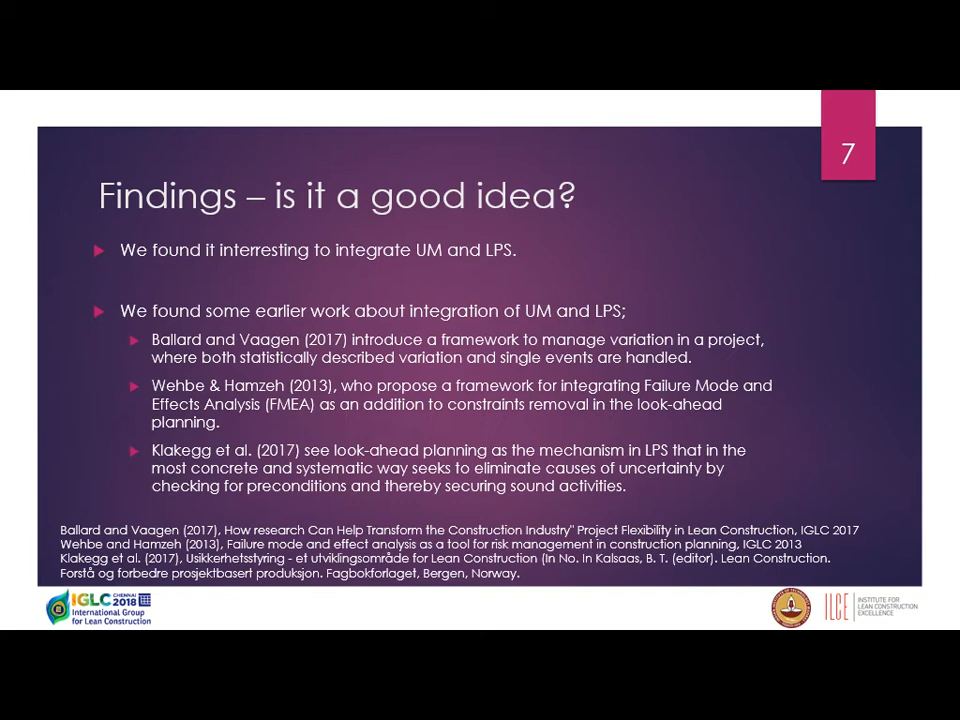 7
Findings – is it a good idea?
We found it interresting to integrate UM and LPS.
We found some earlier work about integration of UM and LPS;
Ballard and Vaagen (2017) introduce a framework to manage variation in a project,
where both statistically described variation and single events are handled.
Wehbe & Hamzeh (2013), who propose a framework for integrating Failure Mode and
Effects Analysis (FMEA) as an addition to constraints removal in the look-ahead
planning.
Klakegg et al. (2017) see look-ahead planning as the mechanism in LPS that in the
most concrete and systematic way seeks to eliminate causes of uncertainty by
checking for preconditions and thereby securing sound activities.
Ballard and Vaagen (2017), How research Can Help Transform the Construction Industry" Project Flexibility in Lean Construction, IGLC 2017
Wehbe and Hamzeh (2013), Failure mode and effect analysis as a tool for risk management in construction planning, IGLC 2013
Klakegg et al. (2017), Usikkerhetsstyring - et utviklingsområde for Lean Construction (In No. In Kalsaas, B. T. (editor). Lean Construction.
Forstå og forbedre prosjektbasert produksjon. Fagbokforlaget, Bergen, Norway.
IGLC CHENNAI 2018
International Group
for Lean Construction
ILCE
INSTITUTE FOR
LEAN CONSTRUCTION
EXCELLENCE